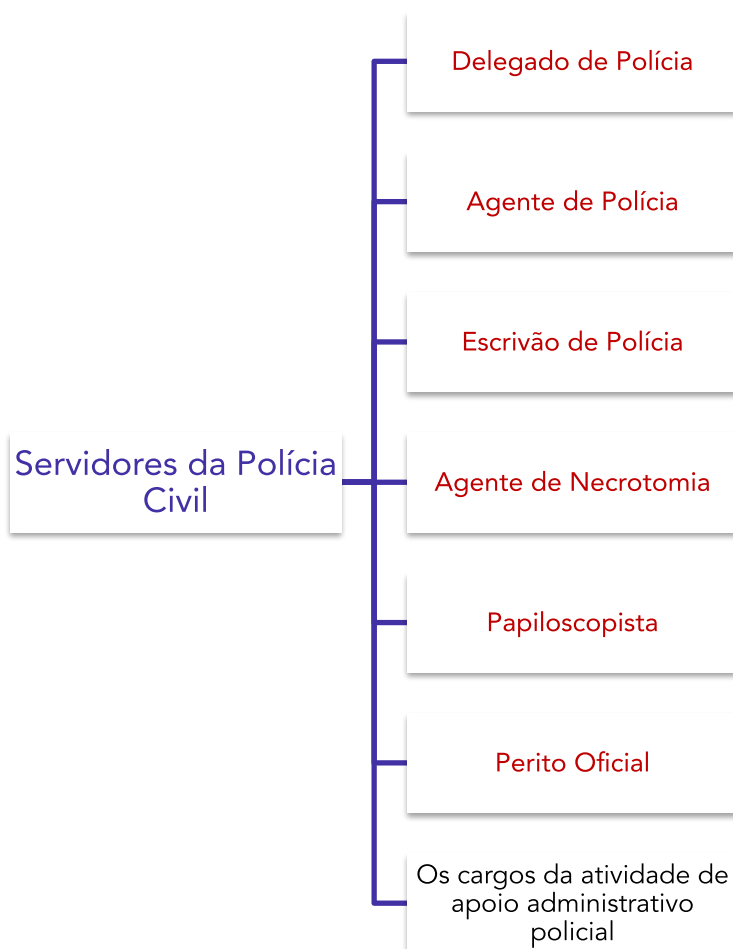 Delegado de Polícia
Agente de Polícia
Escrivão de Polícia
Servidores da Polícia
Civil
Agente de Necrotomia
Papiloscopista
Perito Oficial
Os cargos da atividade de
apoio administrativo
policial